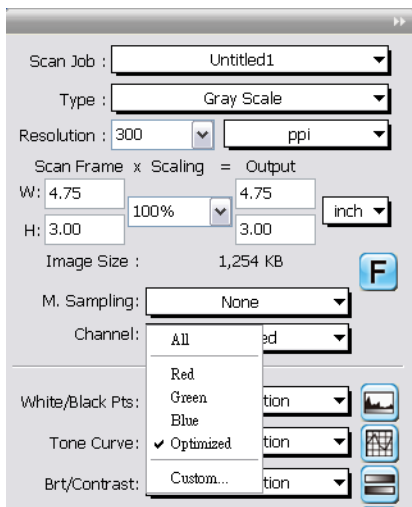 Scan Job : Untitled1
Type : Gray Scale
Resolution : 300 ppi
Scan Frame x Scaling = Output
W: 4.75 100% 4.75 inch
H: 3.00 3.00
Image Size : 1,254 KB F
M. Sampling: None
Channel: ed
All
Red
Green
Blue
✓ Optimized
Custom...
White/Black Pts: tion
Tone Curve: tion
Brt/Contrast: tion